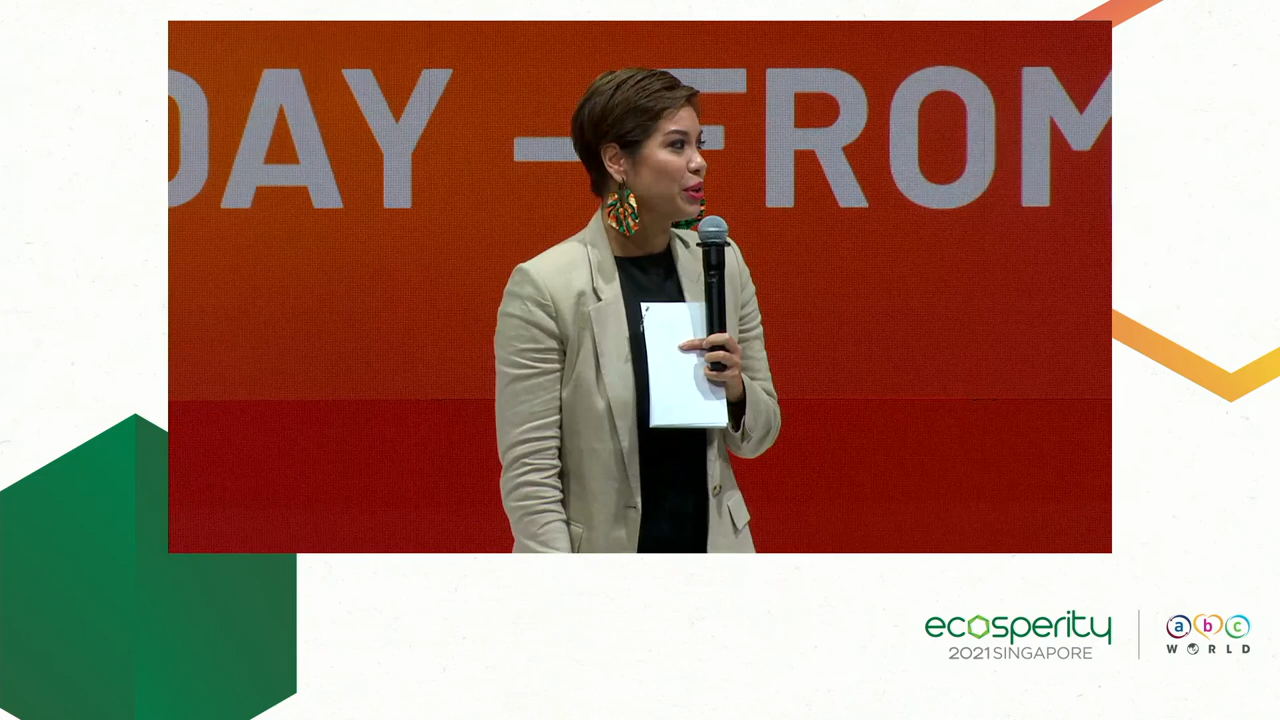 DAY – FROM
ecosperity
2021 SINGAPORE
abc
WORLD